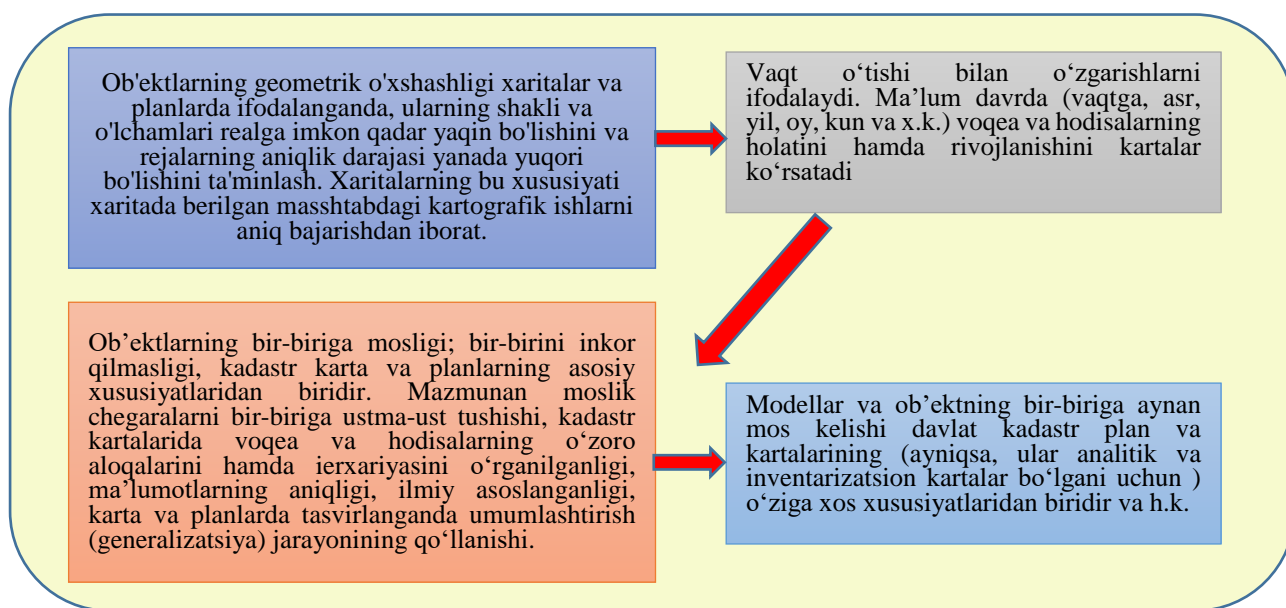 Ob'ektlarning geometrik o'xshashligi xaritalar va
planlarda ifodalanganda, ularning shakli va
o'lchamlari realga imkon qadar yaqin bo'lishini va
rejalarning aniqlik darajasi yanada yuqori
bo'lishini ta'minlash. Xaritalarning bu xususiyati
xaritada berilgan masshtabdagi kartografik ishlarni
aniq bajarishdan iborat.
Vaqt o‘tishi bilan o‘zgarishlarni
ifodalaydi. Ma’lum davrda (vaqtga, asr,
yil, oy, kun va x.k.) voqea va hodisalarning
holatini hamda rivojlanishini kartalar
ko‘rsatadi
Ob’ektlarning bir-biriga mosligi; bir-birini inkor
qilmasligi, kadastr karta va planlarning asosiy
xususiyatlaridan biridir. Mazmunan moslik
chegaralarni bir-biriga ustma-ust tushishi, kadastr
kartalarida voqea va hodisalarning o‘zoro
aloqalarini hamda ierxariyasini o‘rganilganligi,
ma’lumotlarning aniqligi, ilmiy asoslanganligi,
karta va planlarda tasvirlanganda umumlashtirish
(generalizatsiya) jarayonining qo‘llanishi.
Modellar va ob’ektning bir-biriga aynan
mos kelishi davlat kadastr plan va
kartalarining (ayniqsa, ular analitik va
inventarizatsion kartalar bo‘lgani uchun )
o‘ziga xos xususiyatlaridan biridir va h.k.